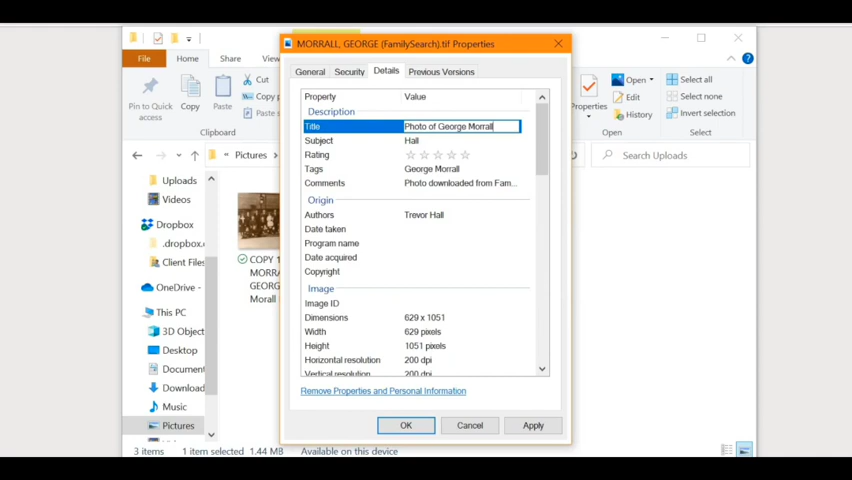 MORRALL, GEORGE (FamilySearch).tif Properties
File
Home
Share
Pin to Quick
access
Copy
Paste
Cut
Copy p
Paste s
Clipboard
Properties
Open
Edit
History
Open
Select all
Select none
Invert selection
Select
Pictures
Search Uploads
Uploads
Videos
Dropbox
.dropbox.c
Client Files
OneDrive -
This PC
3D Object
Desktop
Document
Download
Music
Pictures
COPY 1
MORRA
GEORG
Morall
General
Security
Details
Previous Versions
Property Value
Description
Title Photo of George Morrall
Subject Hall
Rating
Tags George Morrall
Comments Photo downloaded from Fam...
Origin
Authors Trevor Hall
Date taken
Program name
Date acquired
Copyright
Image
Image ID
Dimensions 629 x 1051
Width 629 pixels
Height 1051 pixels
Horizontal resolution 200 dpi
Vertical resolution 200 dpi
Remove Properties and Personal Information
OK
Cancel
Apply
3 items 1 item selected 1.44 MB Available on this device